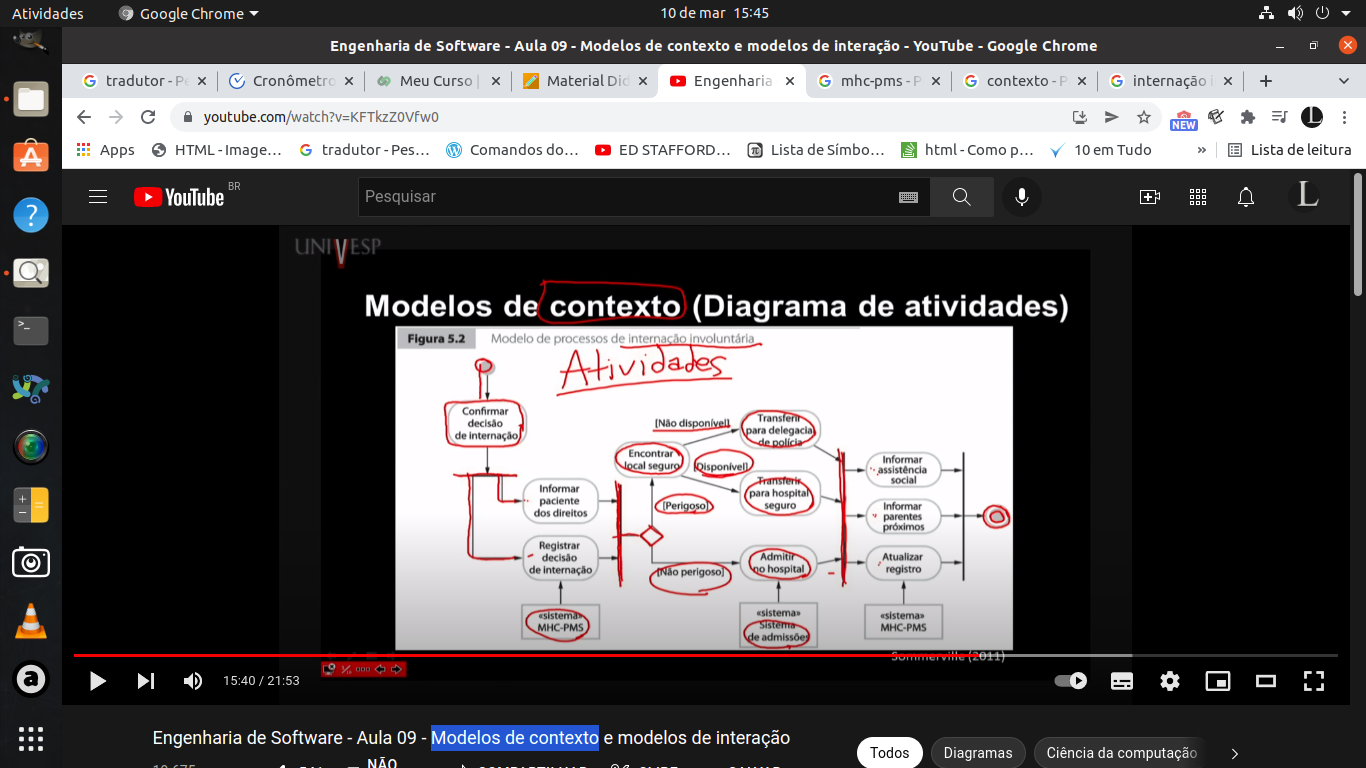 Atividades
Google Chrome
10 de mar 15:45
Engenharia de Software - Aula 09 - Modelos de contexto e modelos de interação - YouTube - Google Chrome
tradutor - Pe
Cronômetro
Meu Curso |
Material Did
Engenharia
mhc-pms - P
contexto - P
internação i
youtube.com/watch?v=KFTkzZ0Vfw0
NEW
Apps
HTML - Image…
tradutor - Pes…
Comandos do…
ED STAFFORD…
Lista de Símbo…
html - Como p…
10 em Tudo
»
Lista de leitura
YouTube BR
Pesquisar
L
UNIVESP
Modelos de contexto (Diagrama de atividades)
Figura 5.2 Modelo de processos de internação involuntária
Atividades
Confirmar
decisão
de internação
Informar
paciente
dos direitos
Registrar
decisão
de internação
«sistema»
MHC-PMS
Encontrar
local seguro
[Perigoso]
[Não perigoso]
[Não disponível]
[Disponível]
Transferir
para delegacia
de polícia
Transferir
para hospital
seguro
Admitir
no hospital
«sistema»
Sistema
de admissões
Informar
assistência
social
Informar
parentes
próximos
Atualizar
registro
«sistema»
MHC-PMS
Sommerville (2011)
15:40 / 21:53
Engenharia de Software - Aula 09 - Modelos de contexto e modelos de interação
NÃO
Todos
Diagramas
Ciência da computação